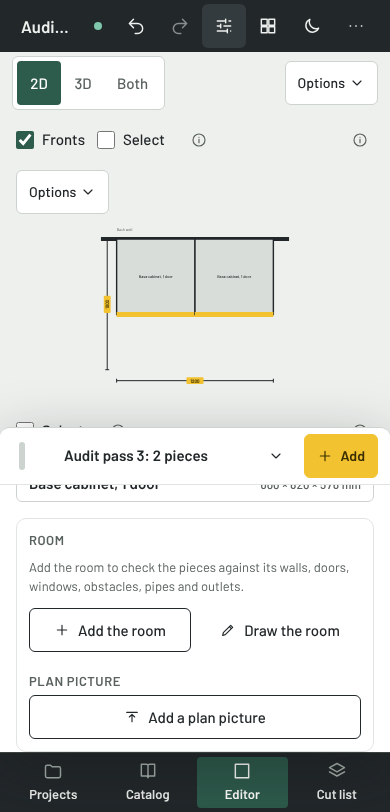 Audi...
2D 3D Both
Options
Fronts Select
Options
Back wall
Base cabinet, 1 door Base cabinet, 1 door
Audit pass 3: 2 pieces
Add
Base cabinet, 1 door
ROOM
Add the room to check the pieces against its walls, doors,
windows, obstacles, pipes and outlets.
Add the room Draw the room
PLAN PICTURE
Add a plan picture
Projects Catalog Editor Cut list